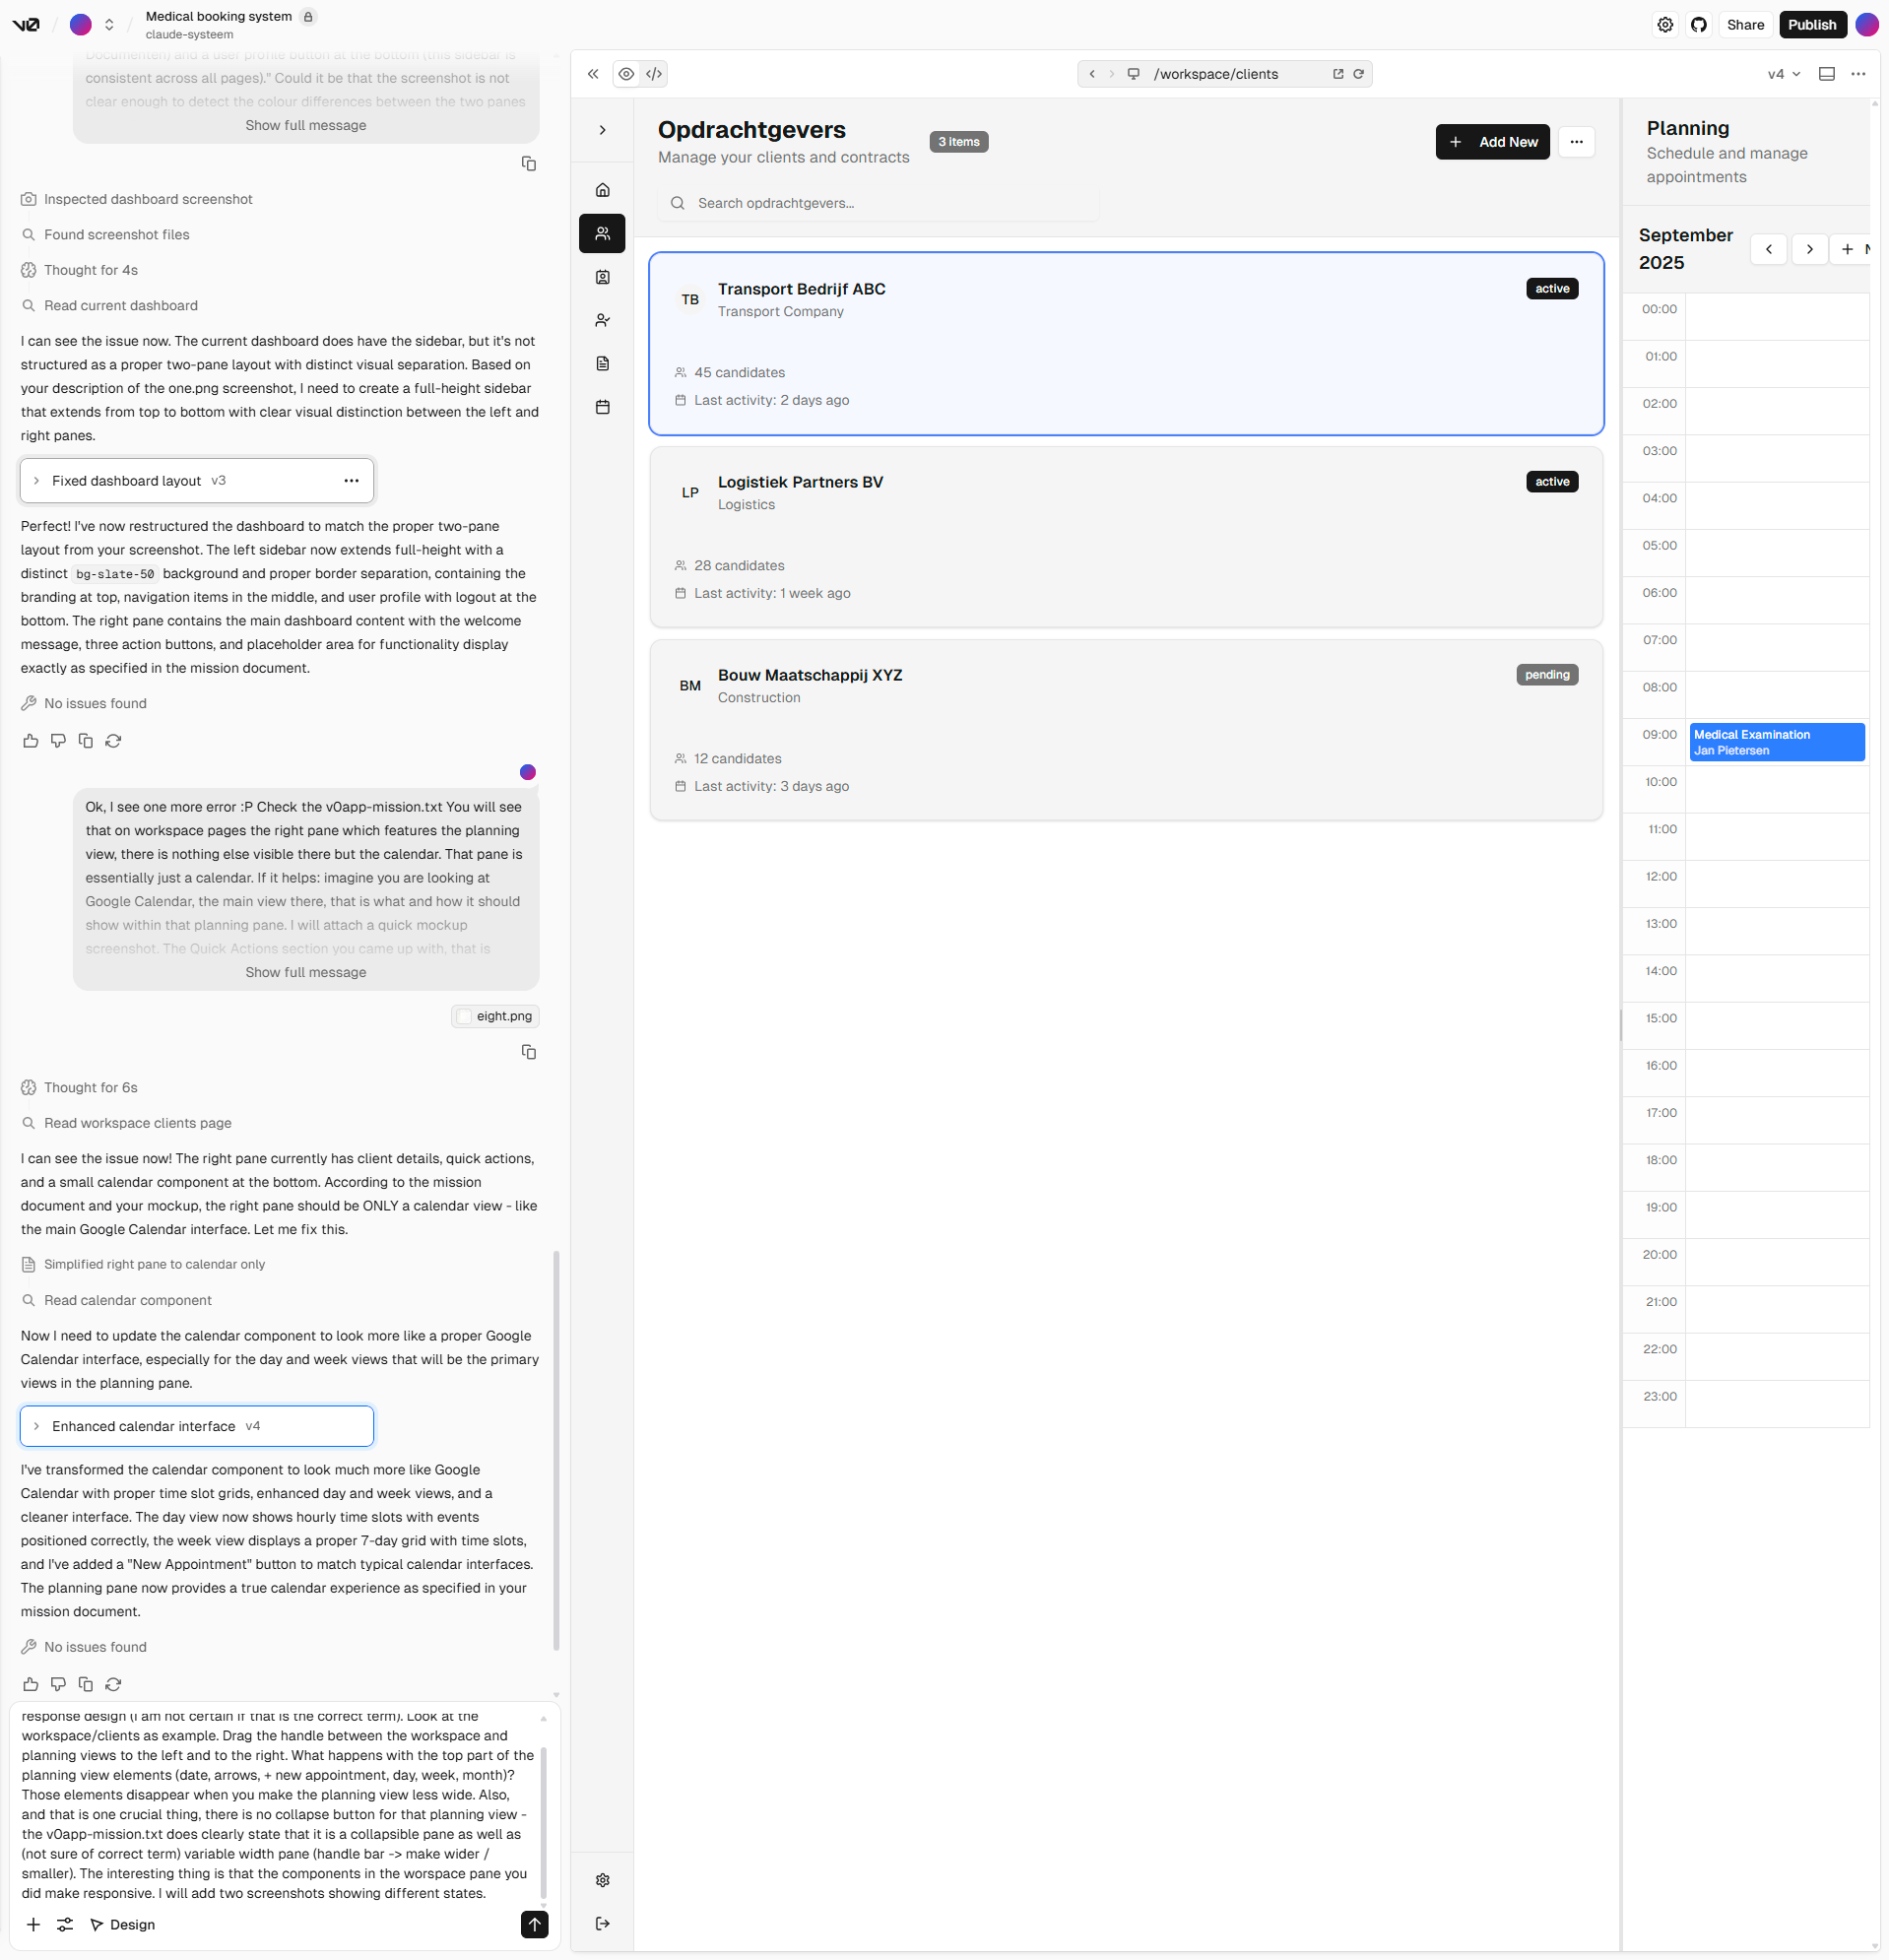 v0
Medical booking system
claude-systeem
Share
Publish
Documenten) and a user profile button at the bottom (this sidebar is
consistent across all pages)." Could it be that the screenshot is not
clear enough to detect the colour differences between the two panes
Show full message
Inspected dashboard screenshot
Found screenshot files
Thought for 4s
Read current dashboard
I can see the issue now. The current dashboard does have the sidebar, but it's not
structured as a proper two-pane layout with distinct visual separation. Based on
your description of the one.png screenshot, I need to create a full-height sidebar
that extends from top to bottom with clear visual distinction between the left and
right panes.
Fixed dashboard layout v3
Perfect! I've now restructured the dashboard to match the proper two-pane
layout from your screenshot. The left sidebar now extends full-height with a
distinct bg-slate-50 background and proper border separation, containing the
branding at top, navigation items in the middle, and user profile with logout at the
bottom. The right pane contains the main dashboard content with the welcome
message, three action buttons, and placeholder area for functionality display
exactly as specified in the mission document.
No issues found
Ok, I see one more error :P Check the v0app-mission.txt You will see
that on workspace pages the right pane which features the planning
view, there is nothing else visible there but the calendar. That pane is
essentially just a calendar. If it helps: imagine you are looking at
Google Calendar, the main view there, that is what and how it should
show within that planning pane. I will attach a quick mockup
screenshot. The Quick Actions section you came up with, that is
Show full message
eight.png
Thought for 6s
Read workspace clients page
I can see the issue now! The right pane currently has client details, quick actions,
and a small calendar component at the bottom. According to the mission
document and your mockup, the right pane should be ONLY a calendar view - like
the main Google Calendar interface. Let me fix this.
Simplified right pane to calendar only
Read calendar component
Now I need to update the calendar component to look more like a proper Google
Calendar interface, especially for the day and week views that will be the primary
views in the planning pane.
Enhanced calendar interface v4
I've transformed the calendar component to look much more like Google
Calendar with proper time slot grids, enhanced day and week views, and a
cleaner interface. The day view now shows hourly time slots with events
positioned correctly, the week view displays a proper 7-day grid with time slots,
and I've added a "New Appointment" button to match typical calendar interfaces.
The planning pane now provides a true calendar experience as specified in your
mission document.
No issues found
response design (I am not certain if that is the correct term). Look at the
workspace/clients as example. Drag the handle between the workspace and
planning views to the left and to the right. What happens with the top part of the
planning view elements (date, arrows, + new appointment, day, week, month)?
Those elements disappear when you make the planning view less wide. Also,
and that is one crucial thing, there is no collapse button for that planning view -
the v0app-mission.txt does clearly state that it is a collapsible pane as well as
(not sure of correct term) variable width pane (handle bar -> make wider /
smaller). The interesting thing is that the components in the worspace pane you
did make responsive. I will add two screenshots showing different states.
Design
/workspace/clients
v4
Opdrachtgevers
Manage your clients and contracts
3 items
Add New
Search opdrachtgevers...
TB
Transport Bedrijf ABC
Transport Company
active
45 candidates
Last activity: 2 days ago
LP
Logistiek Partners BV
Logistics
active
28 candidates
Last activity: 1 week ago
BM
Bouw Maatschappij XYZ
Construction
pending
12 candidates
Last activity: 3 days ago
Planning
Schedule and manage
appointments
September
2025
+ N
00:00
01:00
02:00
03:00
04:00
05:00
06:00
07:00
08:00
09:00
Medical Examination
Jan Pietersen
10:00
11:00
12:00
13:00
14:00
15:00
16:00
17:00
18:00
19:00
20:00
21:00
22:00
23:00